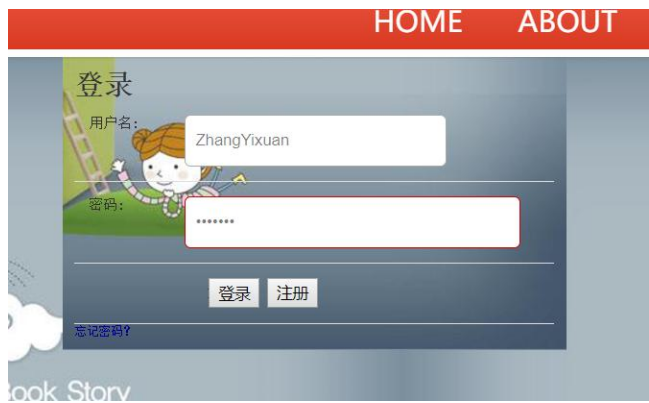 HOME ABOUT
登录
用户名:
ZhangYixuan
密码:
•••••••
登录 注册
忘记密码?
Book Story